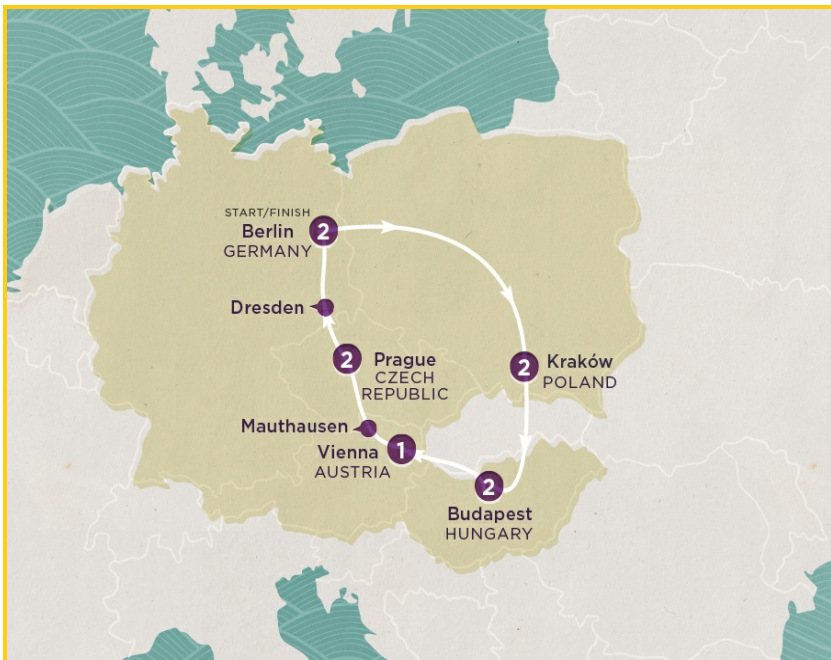 START/FINISH
Berlin
GERMANY
2
Dresden
2
Prague
CZECH
REPUBLIC
2
Kraków
POLAND
Mauthausen
Vienna
AUSTRIA
1
2
Budapest
HUNGARY